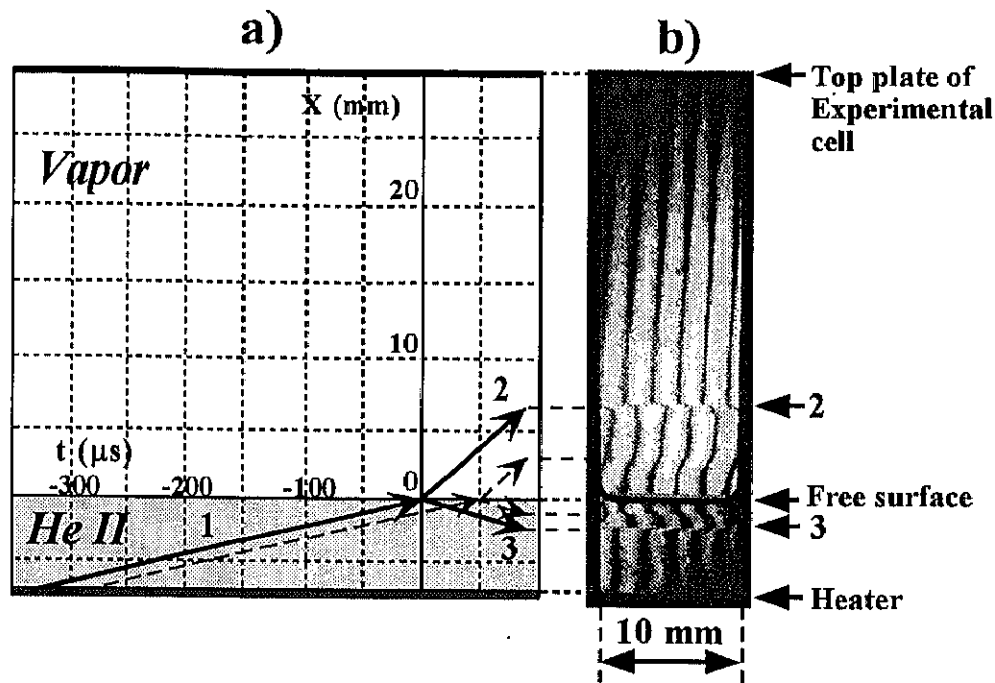 a)
b)
X (mm)
Vapor
20
10
2
t (μs)
-300
-200
-100
0
He II
1
3
Top plate of
Experimental
cell
2
Free surface
3
Heater
10 mm